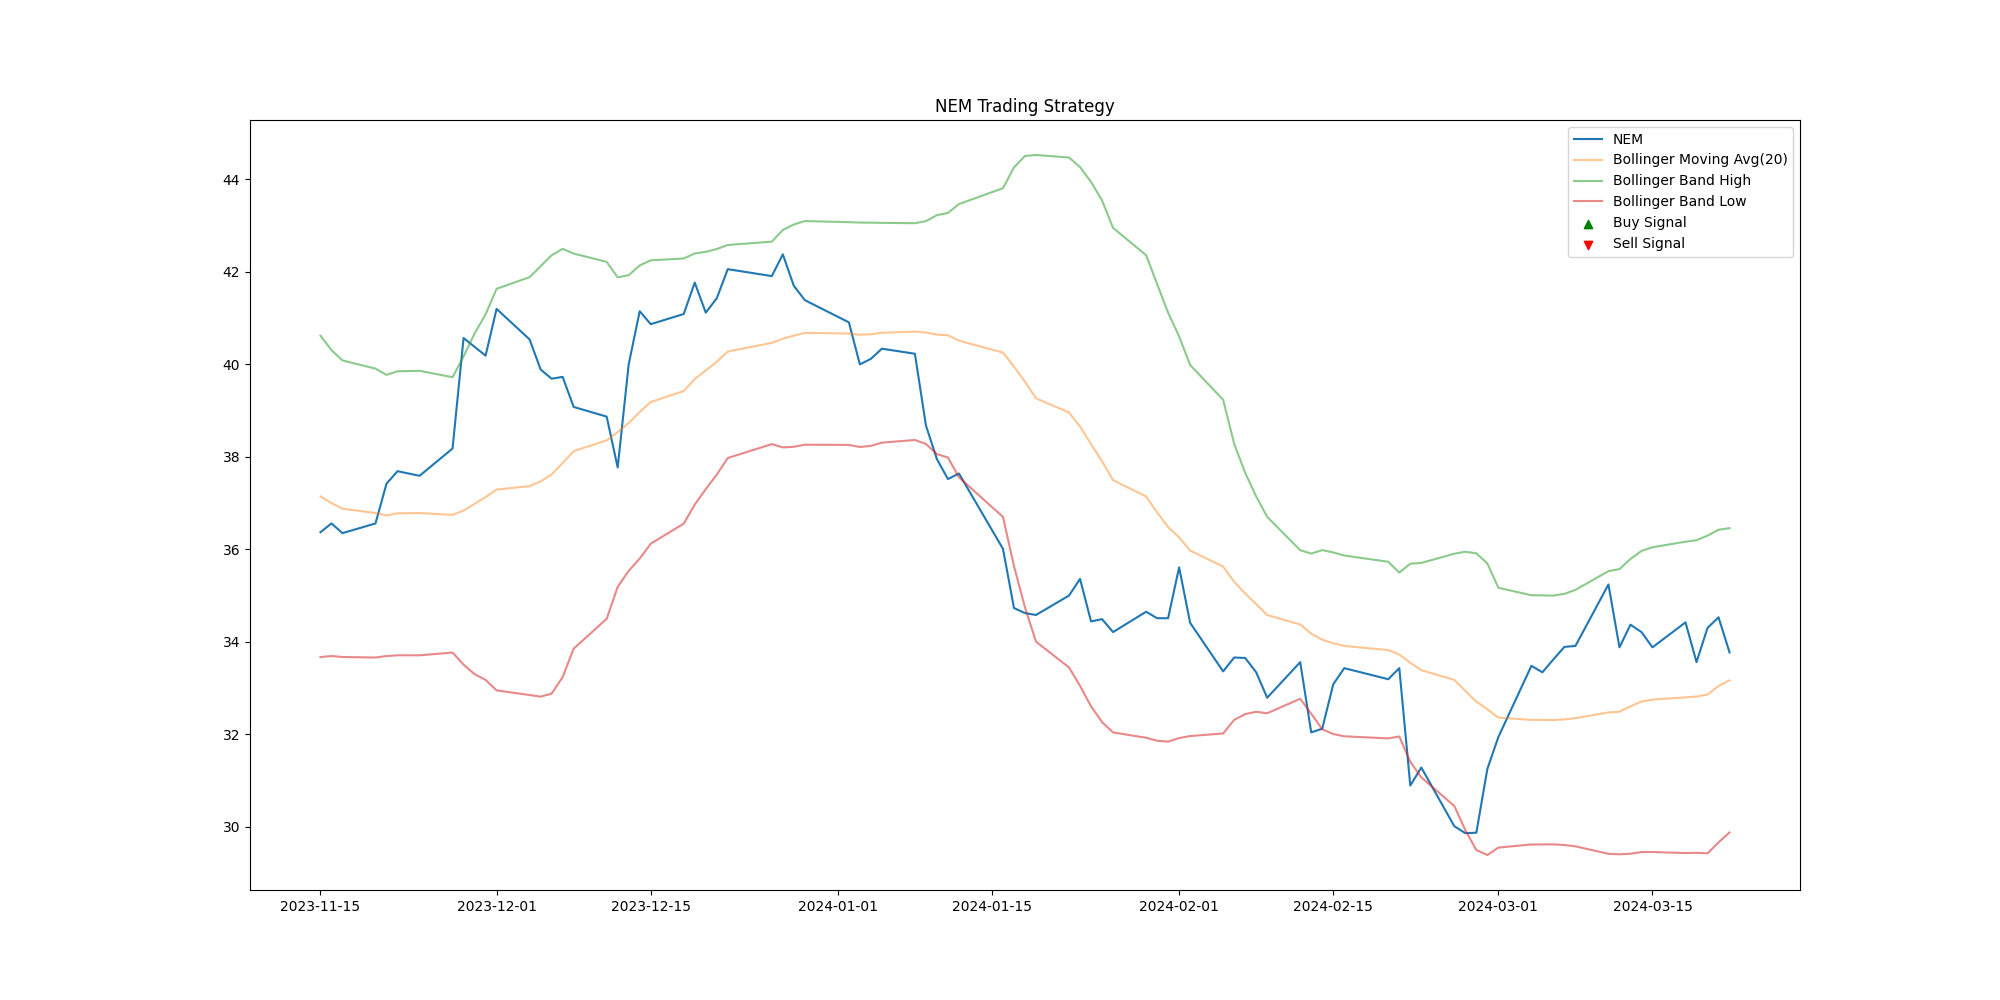 NEM Trading Strategy
NEM
Bollinger Moving Avg(20)
Bollinger Band High
Bollinger Band Low
Buy Signal
Sell Signal
44
42
40
38
36
34
32
30
2023-11-15
2023-12-01
2023-12-15
2024-01-01
2024-01-15
2024-02-01
2024-02-15
2024-03-01
2024-03-15